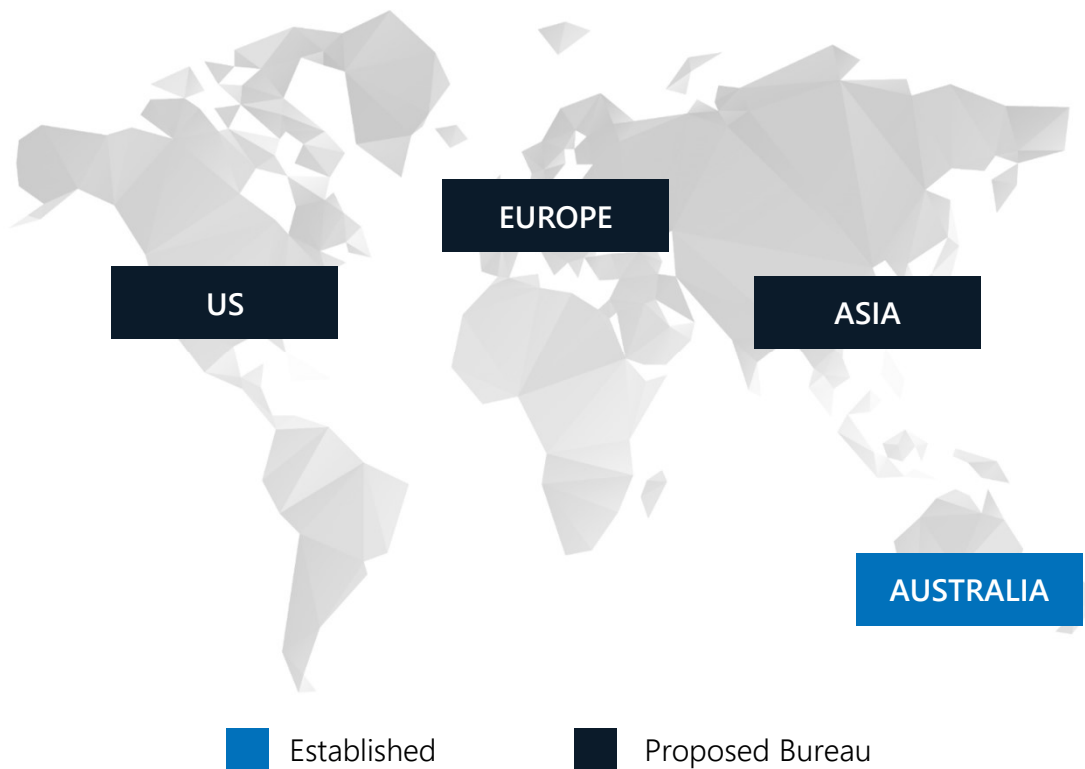 EUROPE
US
ASIA
AUSTRALIA
Established
Proposed Bureau